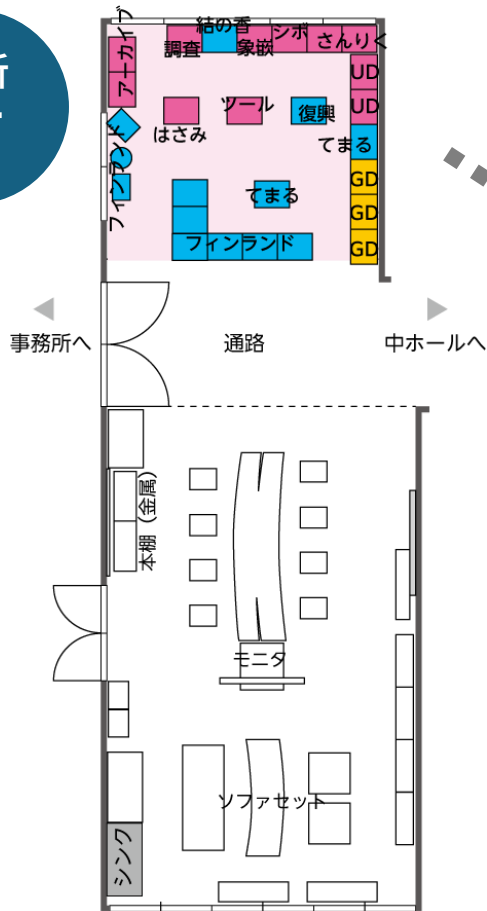 所
結の香
シボ
調査
象嵌
さんりく
アーカイブ
UD
UD
ツール
復興
はさみ
てまる
GD
GD
GD
フィンランド
てまる
フィンランド
事務所へ
通路
中ホールへ
本棚（金属）
モニタ
ソファセット
シンク